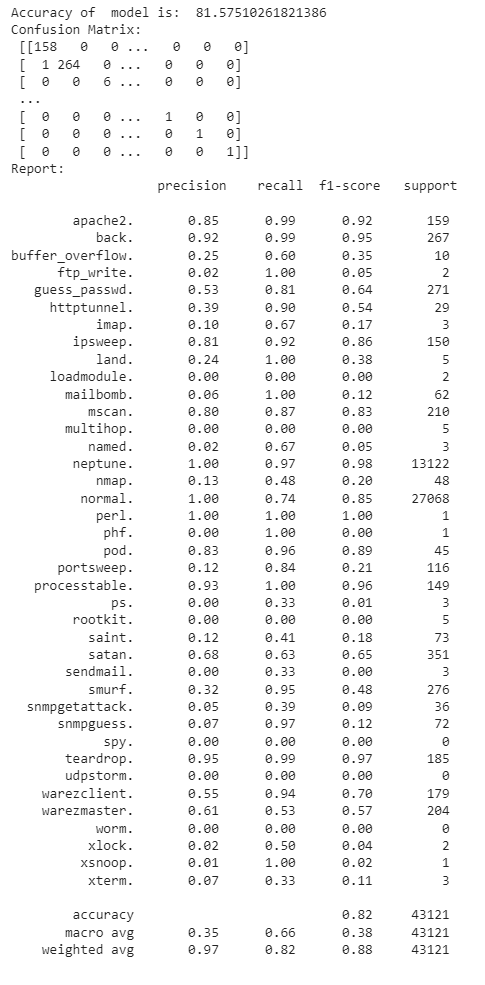 Accuracy of  model is:  81.57510261821386
Confusion Matrix:
[[158   0   0 ...   0   0   0]
[  1 264   0 ...   0   0   0]
[  0   0   6 ...   0   0   0]
...
[  0   0   0 ...   1   0   0]
[  0   0   0 ...   0   1   0]
[  0   0   0 ...   0   0   1]]
Report:
precision    recall  f1-score   support
apache2.       0.85      0.99      0.92       159
back.       0.92      0.99      0.95       267
buffer_overflow.       0.25      0.60      0.35        10
ftp_write.       0.02      1.00      0.05         2
guess_passwd.       0.53      0.81      0.64       271
httptunnel.       0.39      0.90      0.54        29
imap.       0.10      0.67      0.17         3
ipsweep.       0.81      0.92      0.86       150
land.       0.24      1.00      0.38         5
loadmodule.       0.00      0.00      0.00         2
mailbomb.       0.06      1.00      0.12        62
mscan.       0.80      0.87      0.83       210
multihop.       0.00      0.00      0.00         5
named.       0.02      0.67      0.05         3
neptune.       1.00      0.97      0.98     13122
nmap.       0.13      0.48      0.20        48
normal.       1.00      0.74      0.85     27068
perl.       1.00      1.00      1.00         1
phf.       0.00      1.00      0.00         1
pod.       0.83      0.96      0.89        45
portsweep.       0.12      0.84      0.21       116
processtable.       0.93      1.00      0.96       149
ps.       0.00      0.33      0.01         3
rootkit.       0.00      0.00      0.00         5
saint.       0.12      0.41      0.18        73
satan.       0.68      0.63      0.65       351
sendmail.       0.00      0.33      0.00         3
smurf.       0.32      0.95      0.48       276
snmpgetattack.       0.05      0.39      0.09        36
snmpguess.       0.07      0.97      0.12        72
spy.       0.00      0.00      0.00         0
teardrop.       0.95      0.99      0.97       185
udpstorm.       0.00      0.00      0.00         0
warezclient.       0.55      0.94      0.70       179
warezmaster.       0.61      0.53      0.57       204
worm.       0.00      0.00      0.00         0
xlock.       0.02      0.50      0.04         2
xsnoop.       0.01      1.00      0.02         1
xterm.       0.07      0.33      0.11         3
accuracy                           0.82     43121
macro avg       0.35      0.66      0.38     43121
weighted avg       0.97      0.82      0.88     43121